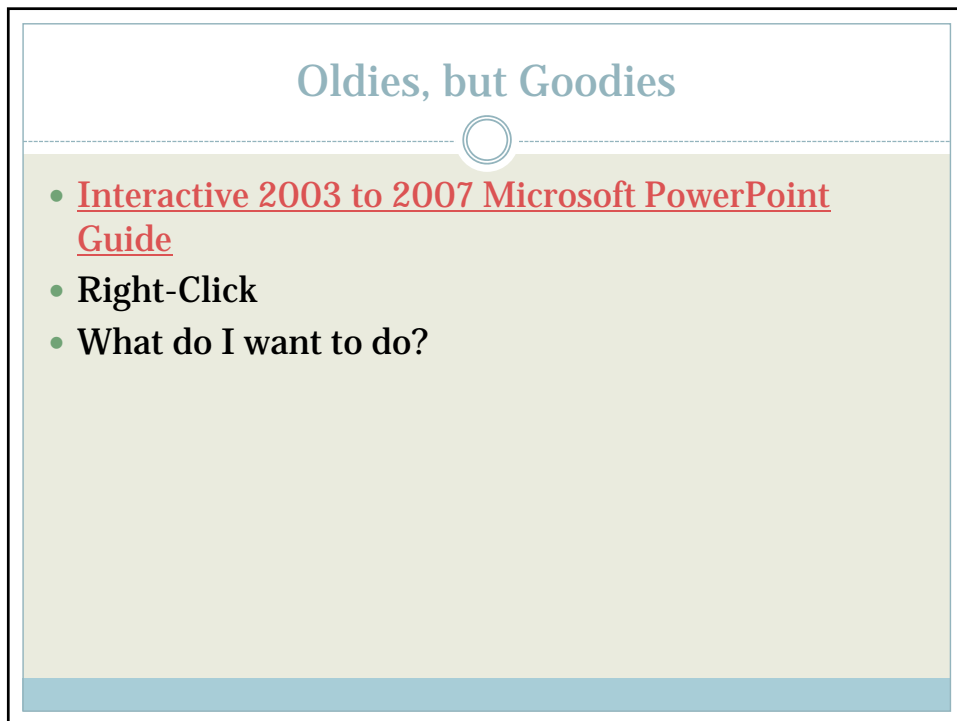 Oldies, but Goodies
• Interactive 2003 to 2007 Microsoft PowerPoint
Guide
• Right-Click
• What do I want to do?